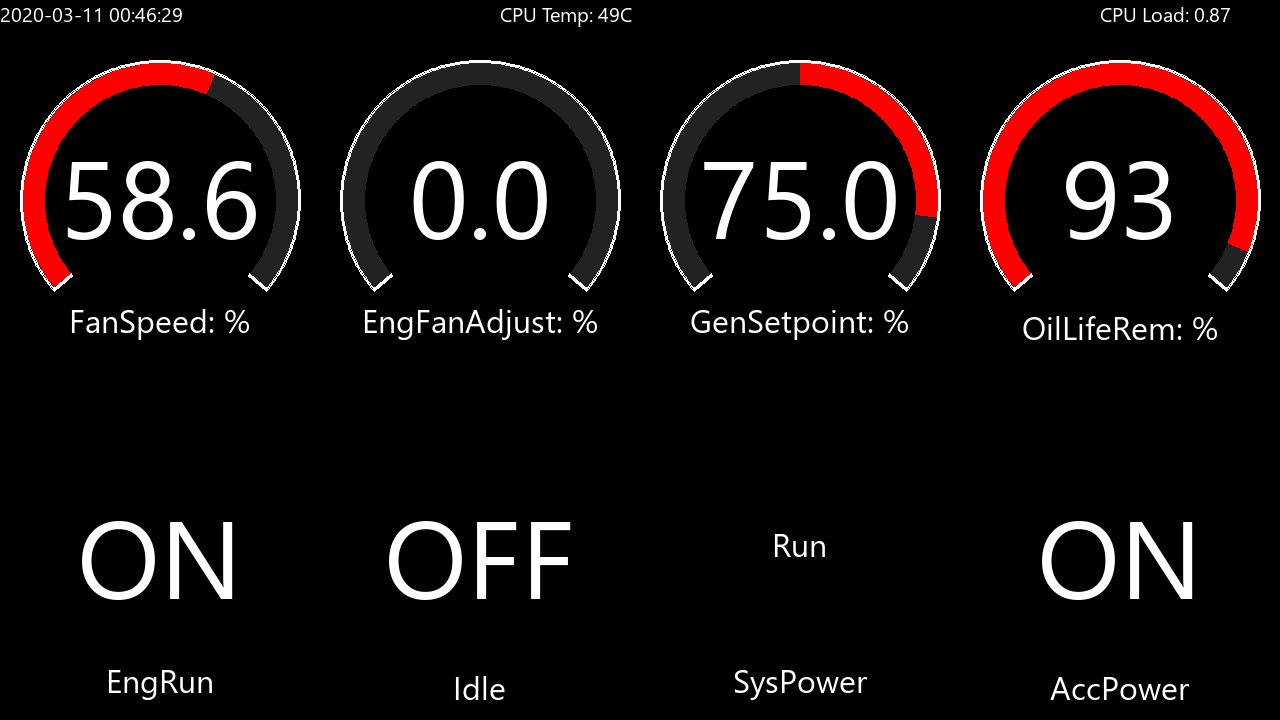 2020-03-11 00:46:29
CPU Temp: 49C
CPU Load: 0.87
58.6
0.0
75.0
93
FanSpeed: %
EngFanAdjust: %
GenSetpoint: %
OilLifeRem: %
ON
OFF
Run
ON
EngRun
Idle
SysPower
AccPower